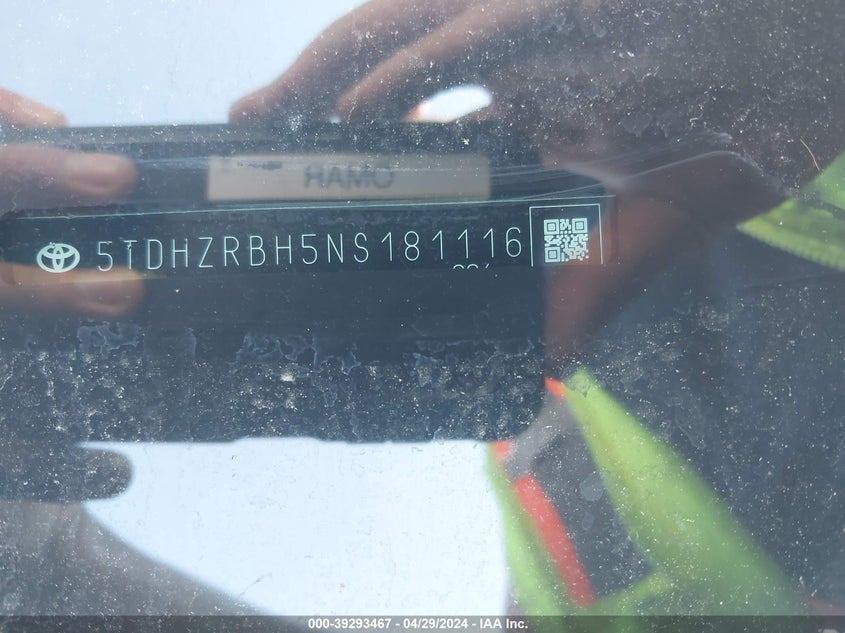 HAMO
5TDHZRBH5NS181116
000-39293467 - 04/29/2024 - IAA Inc.